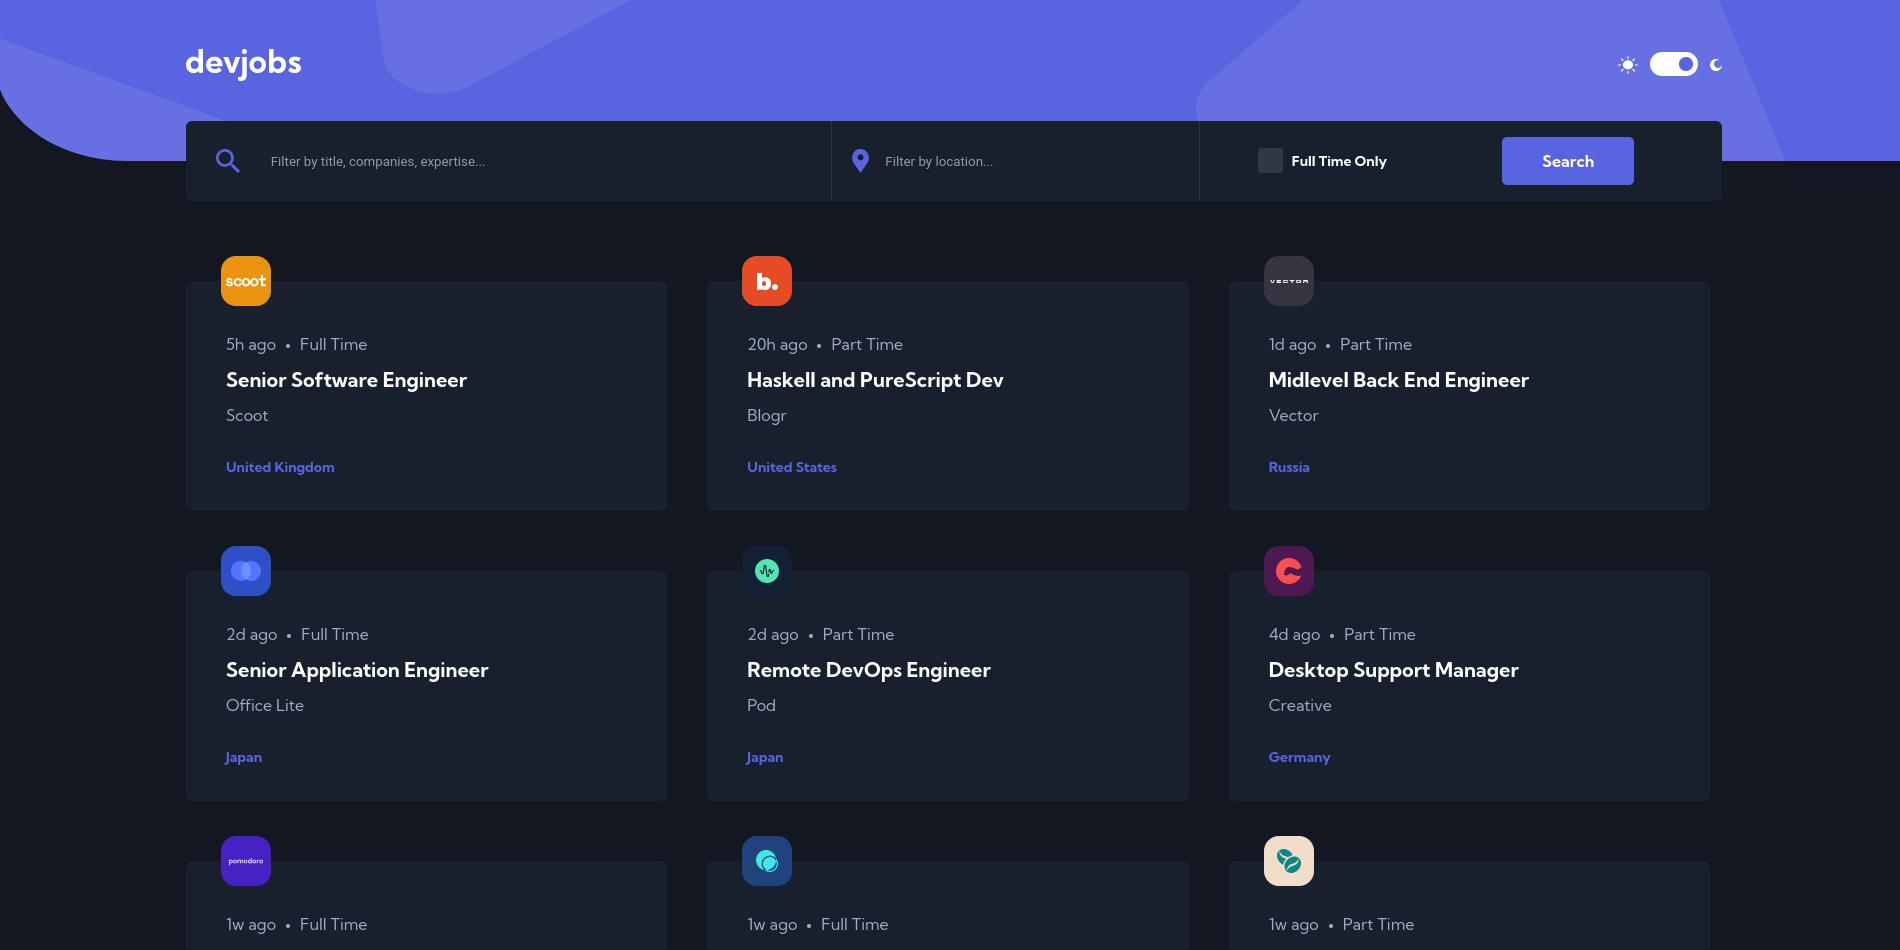 devjobs
Filter by title, companies, expertise...
Filter by location...
Full Time Only
Search
scoot
b.
VECTOR
5h ago • Full Time
Senior Software Engineer
Scoot
United Kingdom
20h ago • Part Time
Haskell and PureScript Dev
Blogr
United States
1d ago • Part Time
Midlevel Back End Engineer
Vector
Russia
2d ago • Full Time
Senior Application Engineer
Office Lite
Japan
2d ago • Part Time
Remote DevOps Engineer
Pod
Japan
4d ago • Part Time
Desktop Support Manager
Creative
Germany
pomodoro
1w ago • Full Time
1w ago • Full Time
1w ago • Part Time